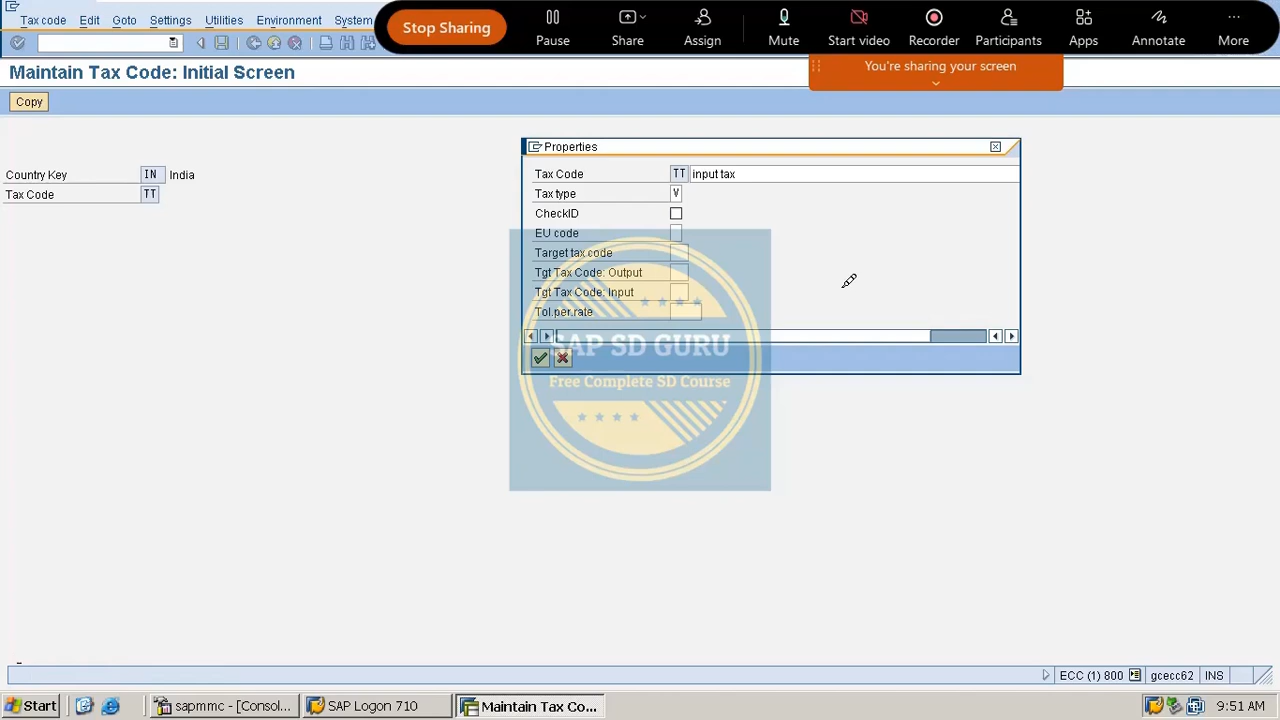 Tax code Edit Goto Settings Utilities Environment System
Stop Sharing
Pause Share Assign Mute Start video Recorder Participants Apps Annotate More
You're sharing your screen
Maintain Tax Code: Initial Screen
Copy
Country Key IN India
Tax Code TT
Properties
Tax Code TT input tax
Tax type V
CheckID
EU code
Target tax code
Tgt Tax Code: Output
Tgt Tax Code: Input
Tol.per.rate
SAP SD GURU
Free Complete SD Course
ECC (1) 800 gcecc62 INS
Start sapmmc - [Consol... SAP Logon 710 Maintain Tax Co... 9:51 AM